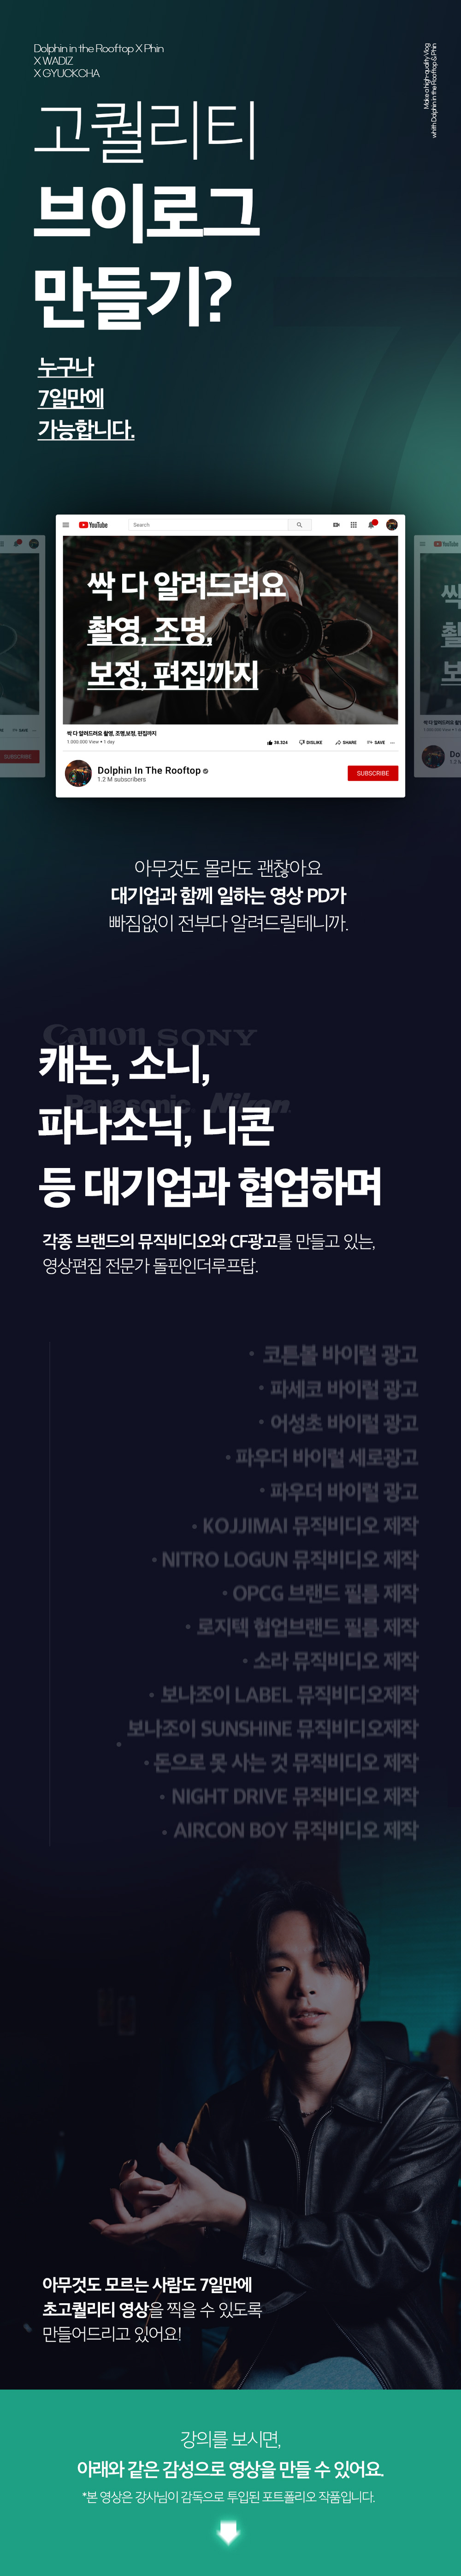 Dolphin in the Rooftop X Phin
X WADIZ
X GYUCKCHA
Make a high-quality Vlog
whith Dolphin in the Rooftop & Phin
고퀄리티
브이로그
만들기?
누구나
7일만에
가능합니다.
YouTube
Search
싹 다 알려드려요
촬영, 조명,
보정, 편집까지
싹 다 알려드려요 촬영, 조명,보정, 편집까지
1.000.000 View • 1 day
38.324 DISLIKE SHARE SAVE
Dolphin In The Rooftop
1.2 M subscribers
SUBSCRIBE
SAVE
SUBSCRIBE
YouTube
아무것도 몰라도 괜찮아요
대기업과 함께 일하는 영상 PD가
빠짐없이 전부다 알려드릴테니까.
Canon SONY
캐논, 소니,
Panasonic Nikon
파나소닉, 니콘
등 대기업과 협업하며
각종 브랜드의 뮤직비디오와 CF광고를 만들고 있는,
영상편집 전문가 돌핀인더루프탑.
• 코튼볼 바이럴 광고
• 파세코 바이럴 광고
• 어성초 바이럴 광고
• 파우더 바이럴 세로광고
• 파우더 바이럴 광고
• KOJJIMAI 뮤직비디오 제작
• NITRO LOGUN 뮤직비디오 제작
• OPCG 브랜드 필름 제작
• 로지텍 협업브랜드 필름 제작
• 소라 뮤직비디오 제작
• 보나조이 LABEL 뮤직비디오제작
보나조이 SUNSHINE 뮤직비디오제작
• 돈으로 못 사는 것 뮤직비디오 제작
• NIGHT DRIVE 뮤직비디오 제작
• AIRCON BOY 뮤직비디오 제작
아무것도 모르는 사람도 7일만에
초고퀄리티 영상을 찍을 수 있도록
만들어드리고 있어요!
강의를 보시면,
아래와 같은 감성으로 영상을 만들 수 있어요.
*본 영상은 강사님이 감독으로 투입된 포트폴리오 작품입니다.